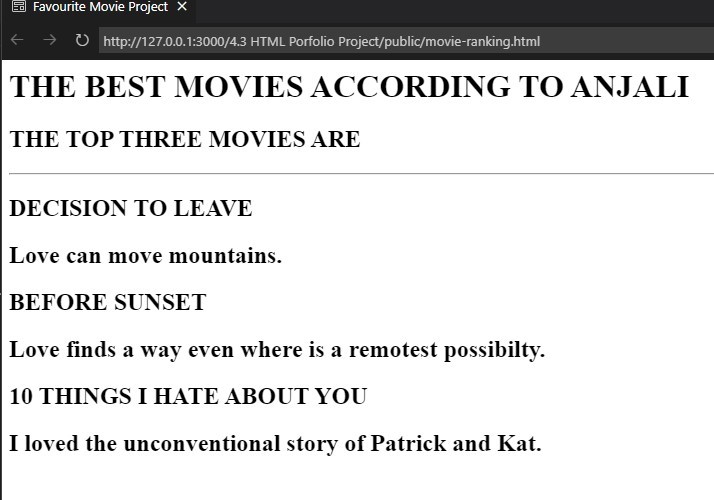 Favourite Movie Project
http://127.0.0.1:3000/4.3 HTML Porfolio Project/public/movie-ranking.html
THE BEST MOVIES ACCORDING TO ANJALI
THE TOP THREE MOVIES ARE
DECISION TO LEAVE
Love can move mountains.
BEFORE SUNSET
Love finds a way even where is a remotest possibilty.
10 THINGS I HATE ABOUT YOU
I loved the unconventional story of Patrick and Kat.